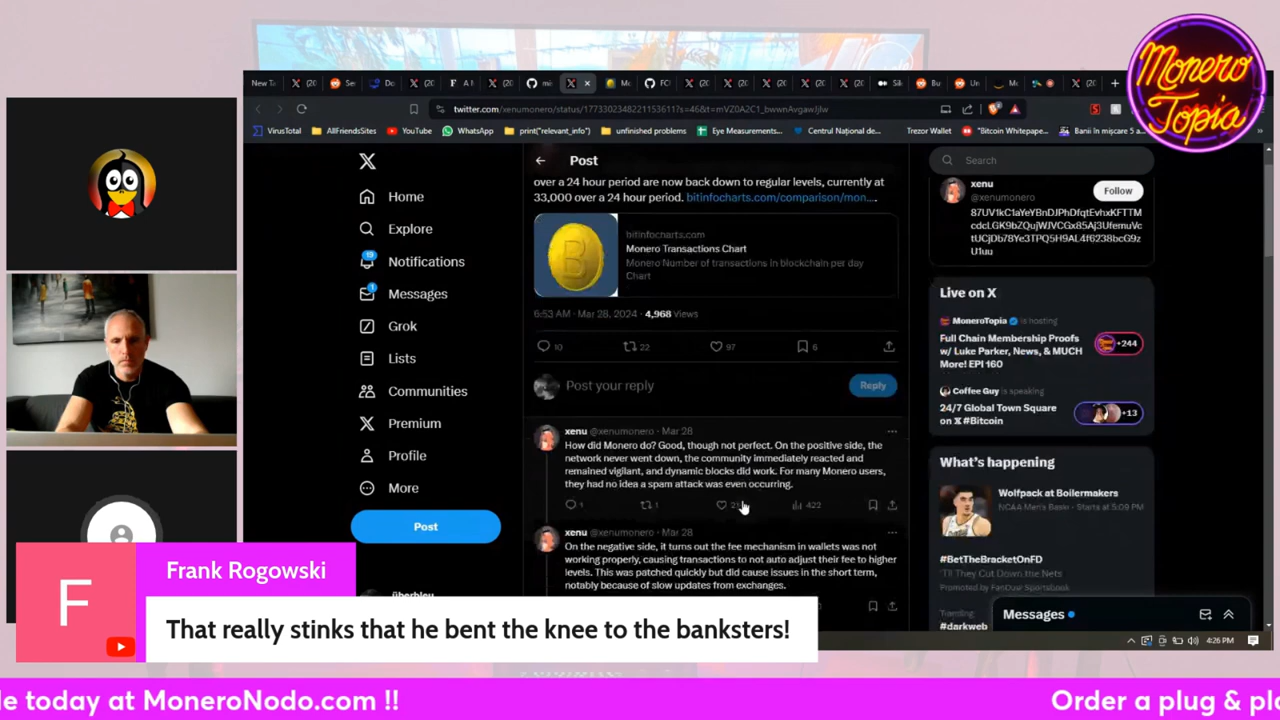 Monero
Topia
New Ta
twitter.com/xenumonero/status/1773302348221153611?s=46&t=mVZ0A2C1_bwwnAvgawJjlw
VirusTotal
AllFriendsSites
YouTube
WhatsApp
print("relevant_info")
unfinished problems
Eye Measurements...
Centrul Național de...
Trezor Wallet
"Bitcoin Whitepape...
Banii în mișcare 5 a...
X
Home
Explore
19
Notifications
1
Messages
Grok
Lists
Communities
Premium
Profile
More
Post
Post
over a 24 hour period are now back down to regular levels, currently at
33,000 over a 24 hour period. bitinfocharts.com/comparison/mon...
bitinfocharts.com
Monero Transactions Chart
Monero Number of transactions in blockchain per day
Chart
6:53 AM · Mar 28, 2024 · 4,968 Views
10
22
97
6
Post your reply
Reply
xenu @xenumonero · Mar 28
How did Monero do? Good, though not perfect. On the positive side, the
network never went down, the community immediately reacted and
remained vigilant, and dynamic blocks did work. For many Monero users,
they had no idea a spam attack was even occurring.
1
1
422
xenu @xenumonero · Mar 28
On the negative side, it turns out the fee mechanism in wallets was not
working properly, causing transactions to not auto adjust their fee to higher
levels. This was patched quickly but did cause issues in the short term,
notably because of slow updates from exchanges.
Search
xenu
@xenumonero
Follow
Live on X
MoneroTopia is hosting
Full Chain Membership Proofs
w/ Luke Parker, News, & MUCH
More! EPI 160
+244
Coffee Guy is speaking
24/7 Global Town Square
on X #Bitcoin
+13
What's happening
Wolfpack at Boilermakers
NCAA Men's Basketball · Starts at 5:09 PM
#BetTheBracketOnFD
'Til They Cut Down the Nets
Promoted by FanDuel Sportsbook
Trending
#darkweb
Messages
4:26 PM
F
Frank Rogowski
That really stinks that he bent the knee to the banksters!
le today at MoneroNodo.com !!
Order a plug & pla